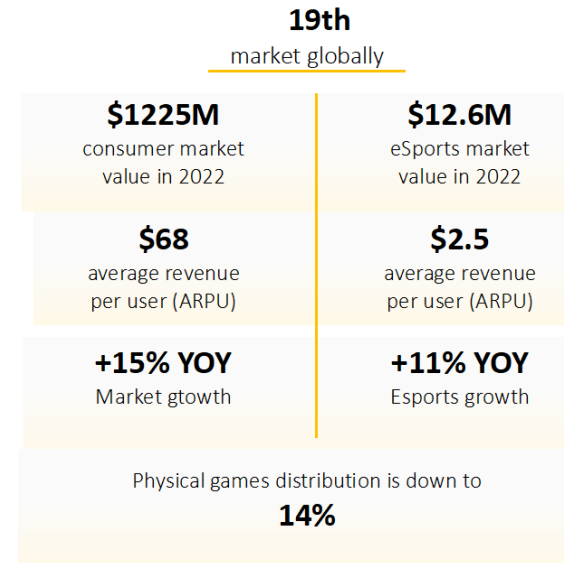 19th
market globally
$1225M
consumer market
value in 2022
$12.6M
eSports market
value in 2022
$68
average revenue
per user (ARPU)
$2.5
average revenue
per user (ARPU)
+15% YOY
Market gtowth
+11% YOY
Esports growth
Physical games distribution is down to
14%